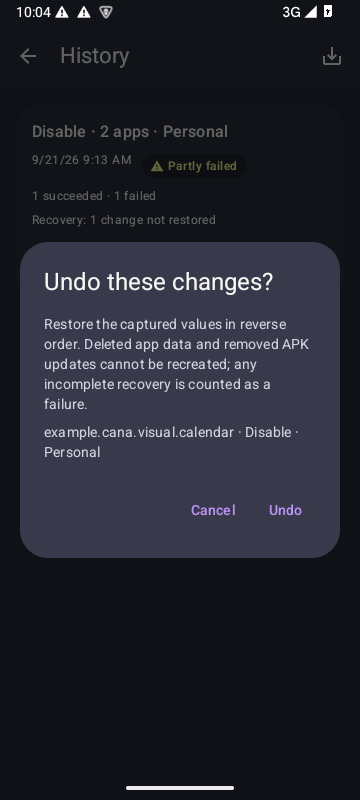 10:04
3G
History
Disable · 2 apps · Personal
9/21/26 9:13 AM
Partly failed
1 succeeded · 1 failed
Recovery: 1 change not restored
Undo these changes?
Restore the captured values in reverse
order. Deleted app data and removed APK
updates cannot be recreated; any
incomplete recovery is counted as a
failure.
example.cana.visual.calendar · Disable ·
Personal
Cancel
Undo